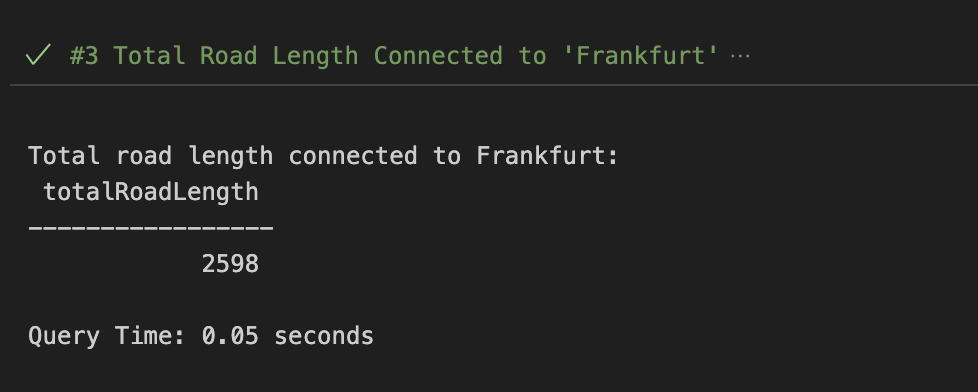 #3 Total Road Length Connected to 'Frankfurt' ...
Total road length connected to Frankfurt:
totalRoadLength
-----------------
2598
Query Time: 0.05 seconds